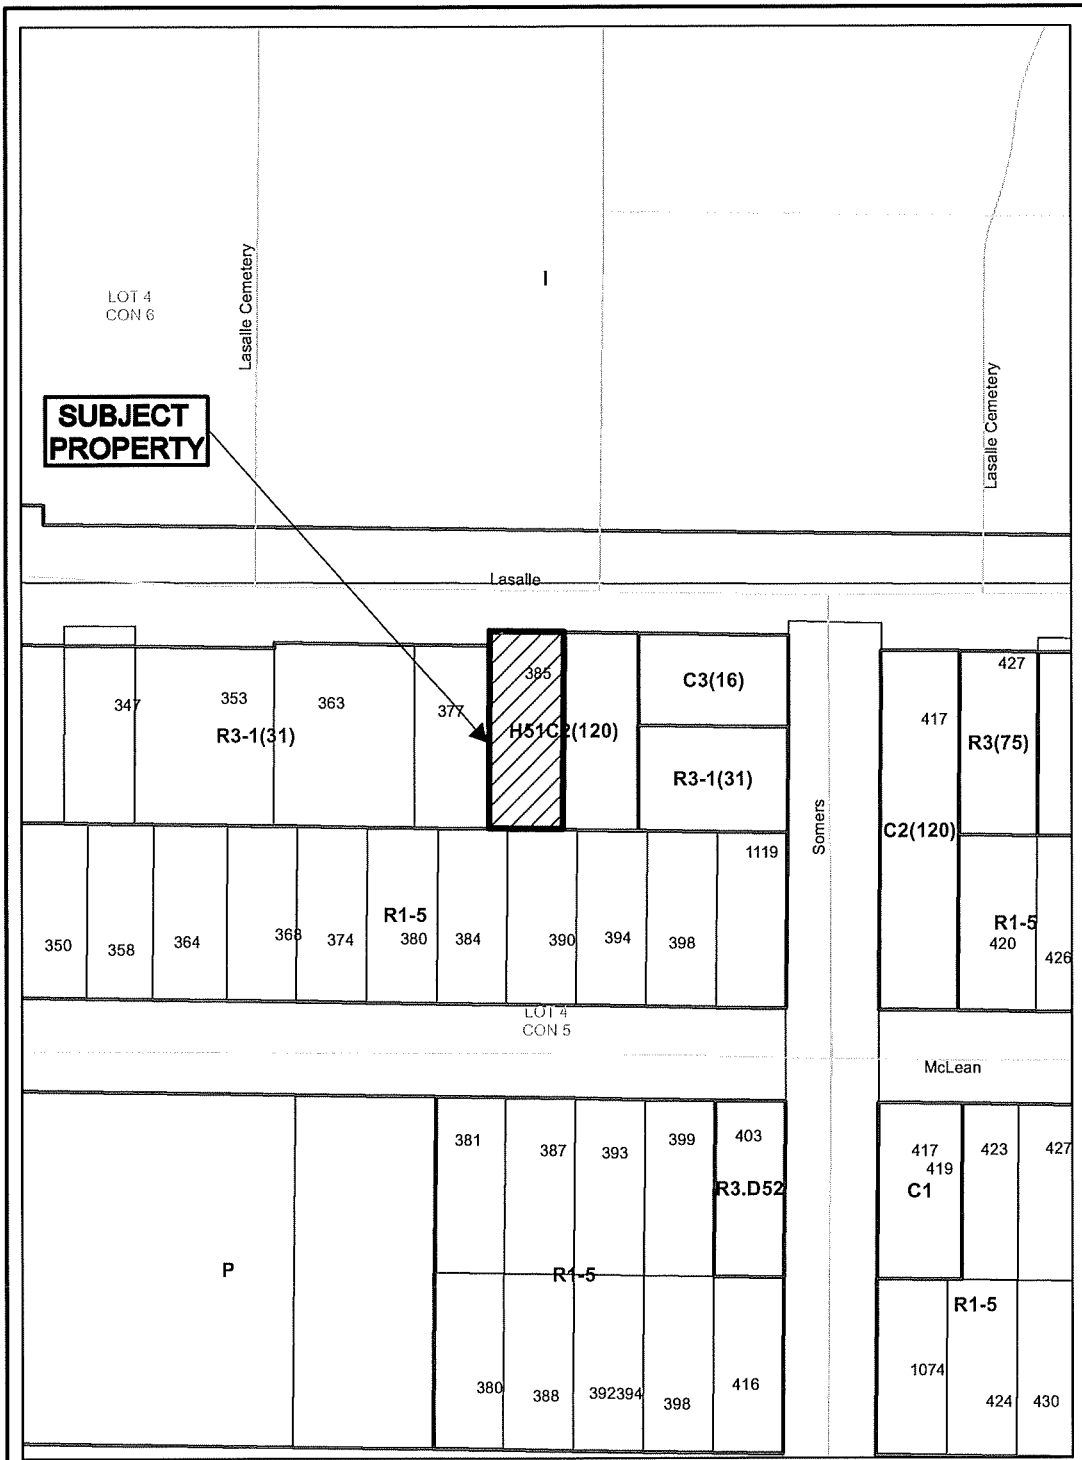 LOT 4
CON 6
Lasalle Cemetery
I
Lasalle Cemetery
SUBJECT
PROPERTY
Lasalle
347
353
363
377
385
R3-1(31)
H51C2(120)
C3(16)
R3-1(31)
Somers
417
C2(120)
427
R3(75)
1119
R1-5
350
358
364
368
374
380
384
390
394
398
R1-5
420
426
LOT 4
CON 5
McLean
381
387
393
399
403
R3.D52
417
419
C1
423
427
P
R1-5
R1-5
380
388
392394
398
416
1074
424
430